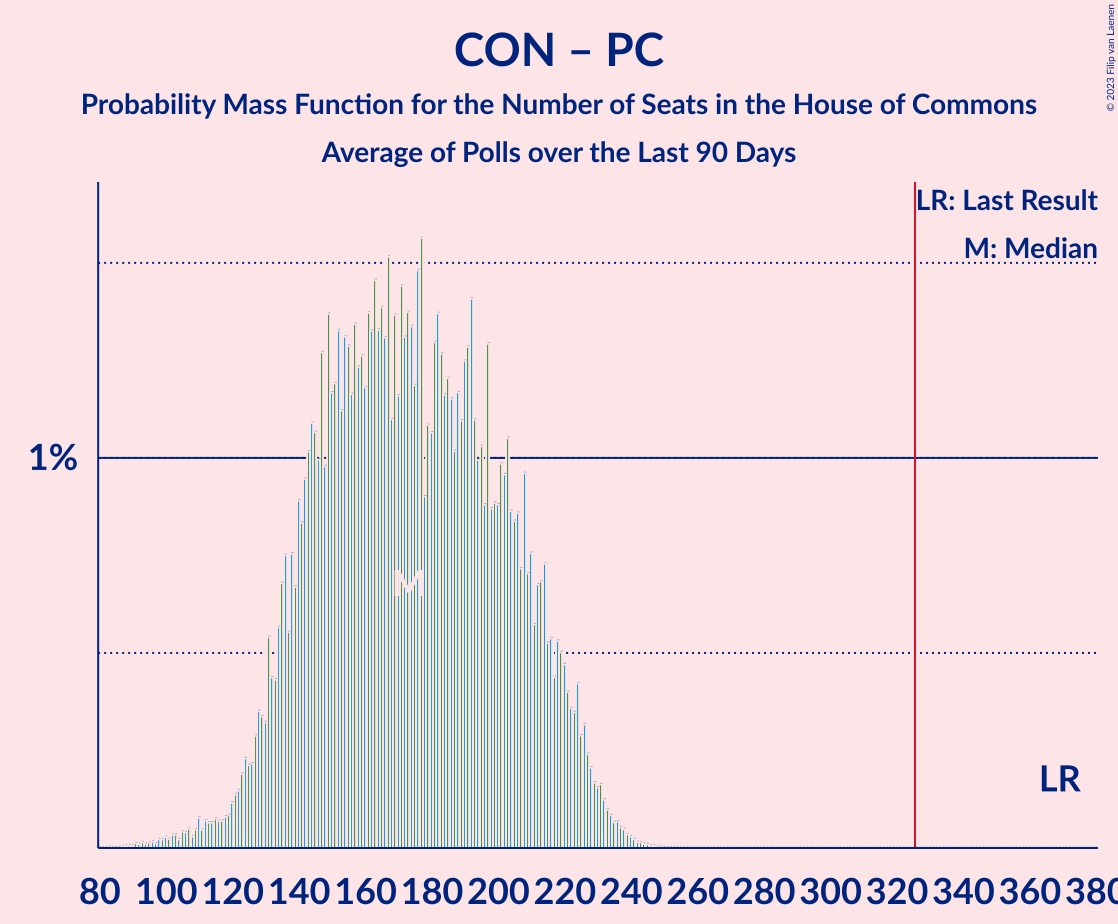 CON – PC
Probability Mass Function for the Number of Seats in the House of Commons
Average of Polls over the Last 90 Days
© 2023 Filip van Laenen
LR: Last Result
M: Median
1%
M
LR
80 100 120 140 160 180 200 220 240 260 280 300 320 340 360 380